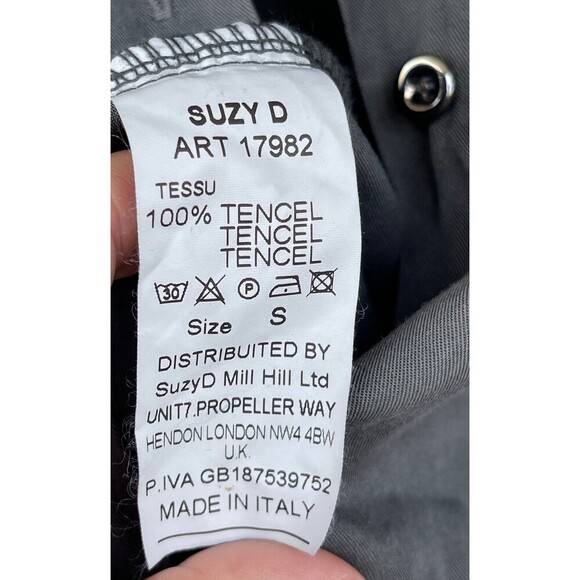 SUZY D
ART 17982
TESSU
100% TENCEL
TENCEL
TENCEL
30 P
Size S
DISTRIBUITED BY
SuzyD Mill Hill Ltd
UNIT7.PROPELLER WAY
HENDON LONDON NW4 4BW
U.K.
P.IVA GB187539752
MADE IN ITALY